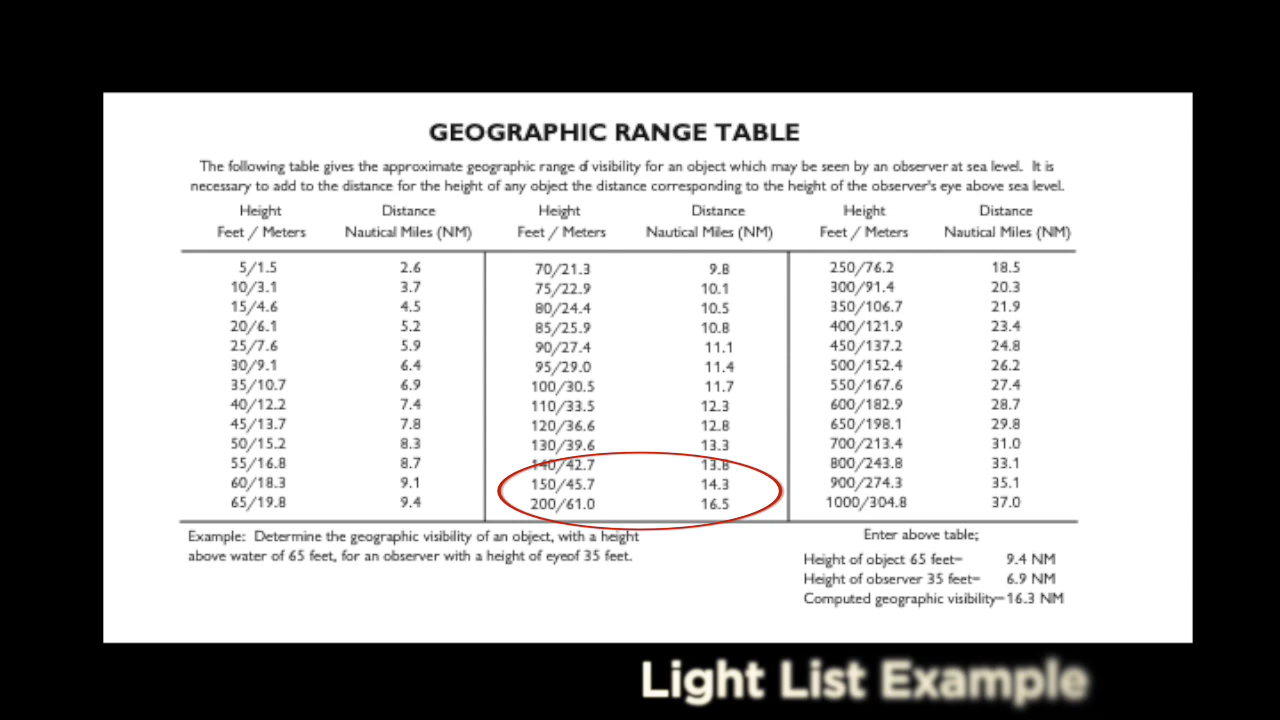 GEOGRAPHIC RANGE TABLE
The following table gives the approximate geographic range of visibility for an object which may be seen by an observer at sea level. It is
necessary to add to the distance for the height of any object the distance corresponding to the height of the observer's eye above sea level.
Height Distance Height Distance Height Distance
Feet / Meters Nautical Miles (NM) Feet / Meters Nautical Miles (NM) Feet / Meters Nautical Miles (NM)
5/1.5 2.6 70/21.3 9.8 250/76.2 18.5
10/3.1 3.7 75/22.9 10.1 300/91.4 20.3
15/4.6 4.5 80/24.4 10.5 350/106.7 21.9
20/6.1 5.2 85/25.9 10.8 400/121.9 23.4
25/7.6 5.9 90/27.4 11.1 450/137.2 24.8
30/9.1 6.4 95/29.0 11.4 500/152.4 26.2
35/10.7 6.9 100/30.5 11.7 550/167.6 27.4
40/12.2 7.4 110/33.5 12.3 600/182.9 28.7
45/13.7 7.8 120/36.6 12.8 650/198.1 29.8
50/15.2 8.3 130/39.6 13.3 700/213.4 31.0
55/16.8 8.7 140/42.7 13.8 800/243.8 33.1
60/18.3 9.1 150/45.7 14.3 900/274.3 35.1
65/19.8 9.4 200/61.0 16.5 1000/304.8 37.0
Example: Determine the geographic visibility of an object, with a height
above water of 65 feet, for an observer with a height of eyeof 35 feet.
Enter above table;
Height of object 65 feet= 9.4 NM
Height of observer 35 feet= 6.9 NM
Computed geographic visibility= 16.3 NM
Light List Example